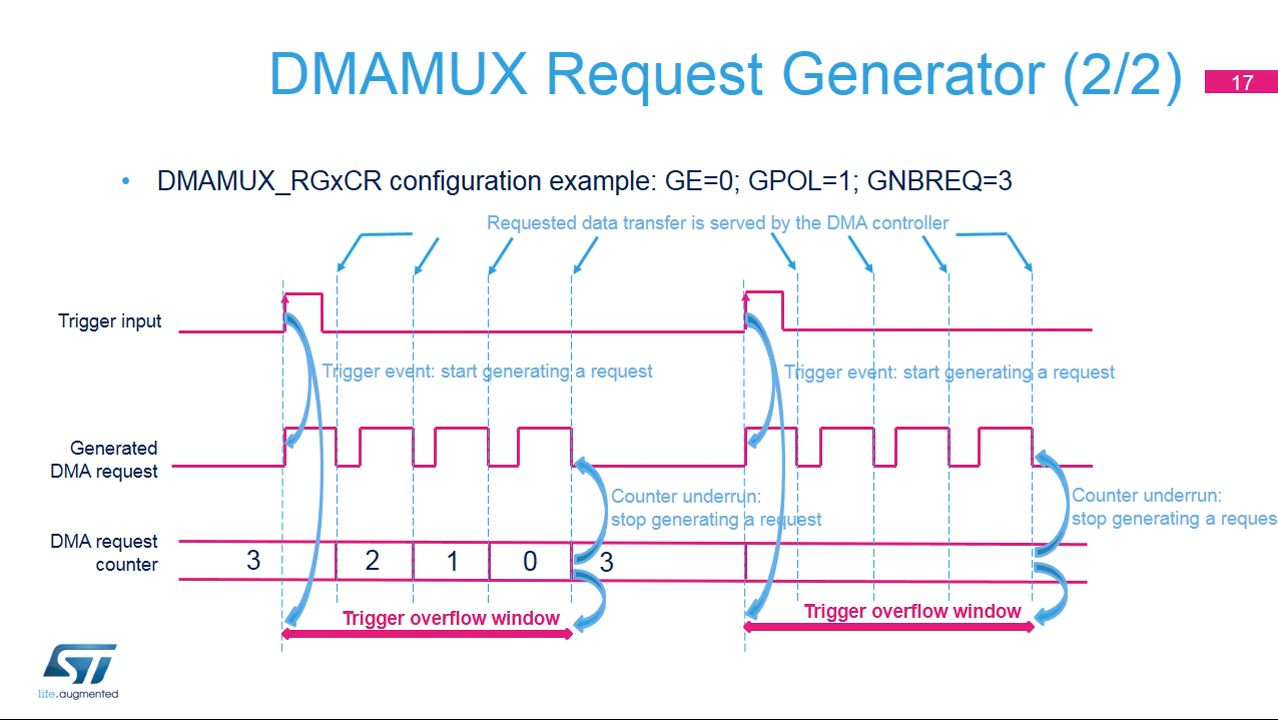 DMAMUX Request Generator (2/2)
17
• DMAMUX_RGxCR configuration example: GE=0; GPOL=1; GNBREQ=3
Requested data transfer is served by the DMA controller
Trigger input
Trigger event: start generating a request
Trigger event: start generating a request
Generated
DMA request
Counter underrun:
stop generating a request
Counter underrun:
stop generating a reques
DMA request
counter
3 2 1 0 3
Trigger overflow window
Trigger overflow window
ST
life.augmented